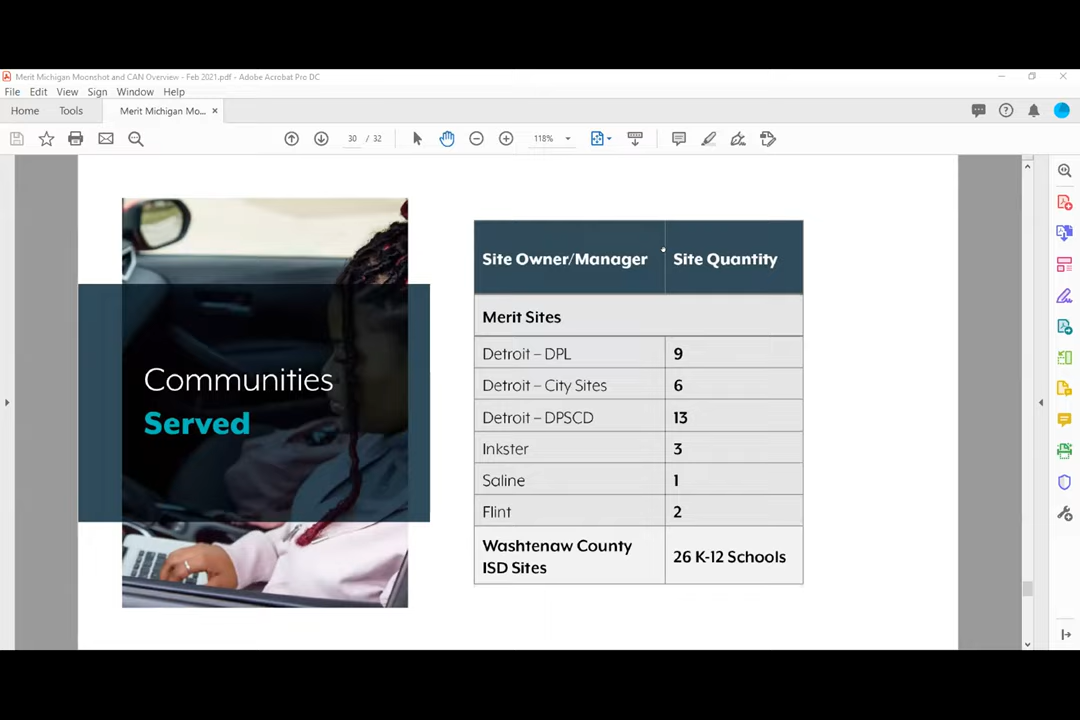 Merit Michigan Moonshot and CAN Overview - Feb 2021.pdf - Adobe Acrobat Pro DC
File Edit View Sign Window Help
Home Tools Merit Michigan Mo... ×
30 / 32 118%
Communities
Served
Site Owner/Manager Site Quantity
Merit Sites
Detroit – DPL 9
Detroit – City Sites 6
Detroit – DPSCD 13
Inkster 3
Saline 1
Flint 2
Washtenaw County
ISD Sites 26 K-12 Schools